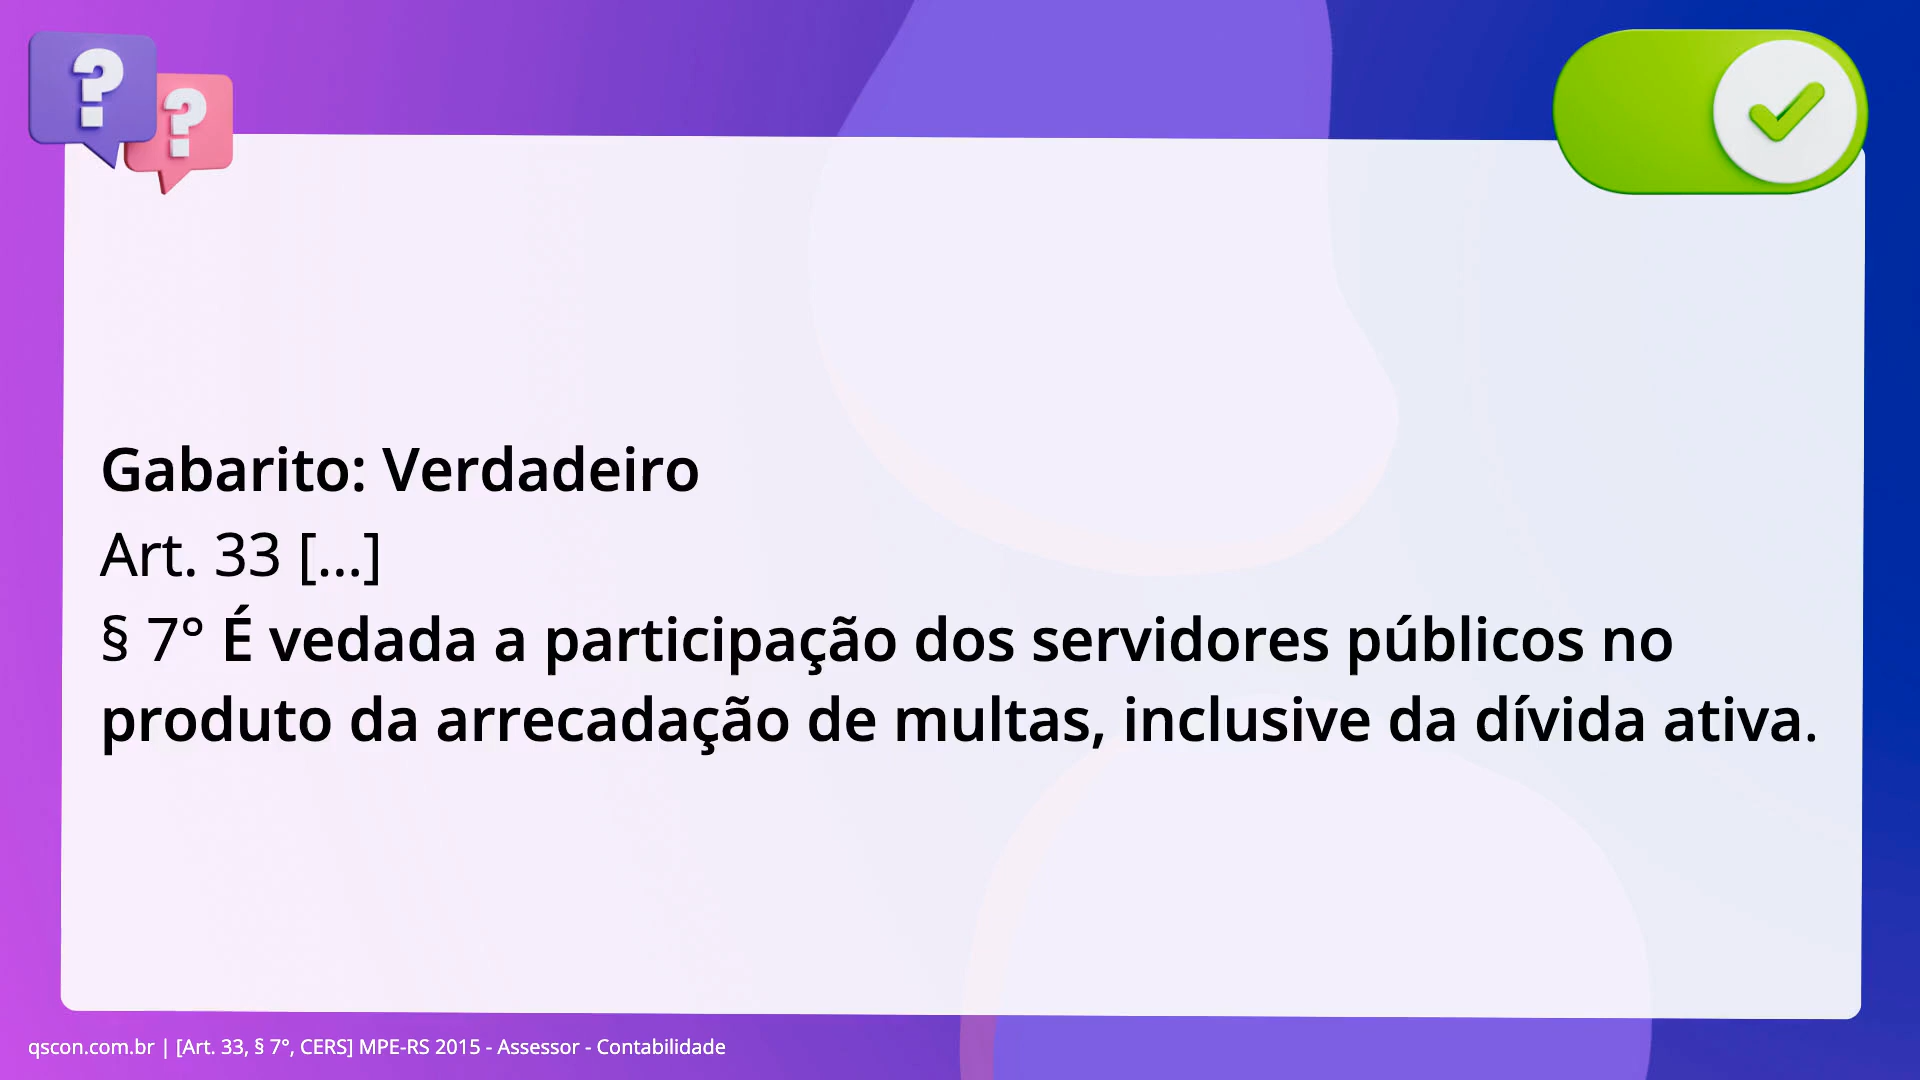 Gabarito: Verdadeiro
Art. 33 [...]
§ 7° É vedada a participação dos servidores públicos no
produto da arrecadação de multas, inclusive da dívida ativa.
qscon.com.br | [Art. 33, § 7°, CERS] MPE-RS 2015 - Assessor - Contabilidade